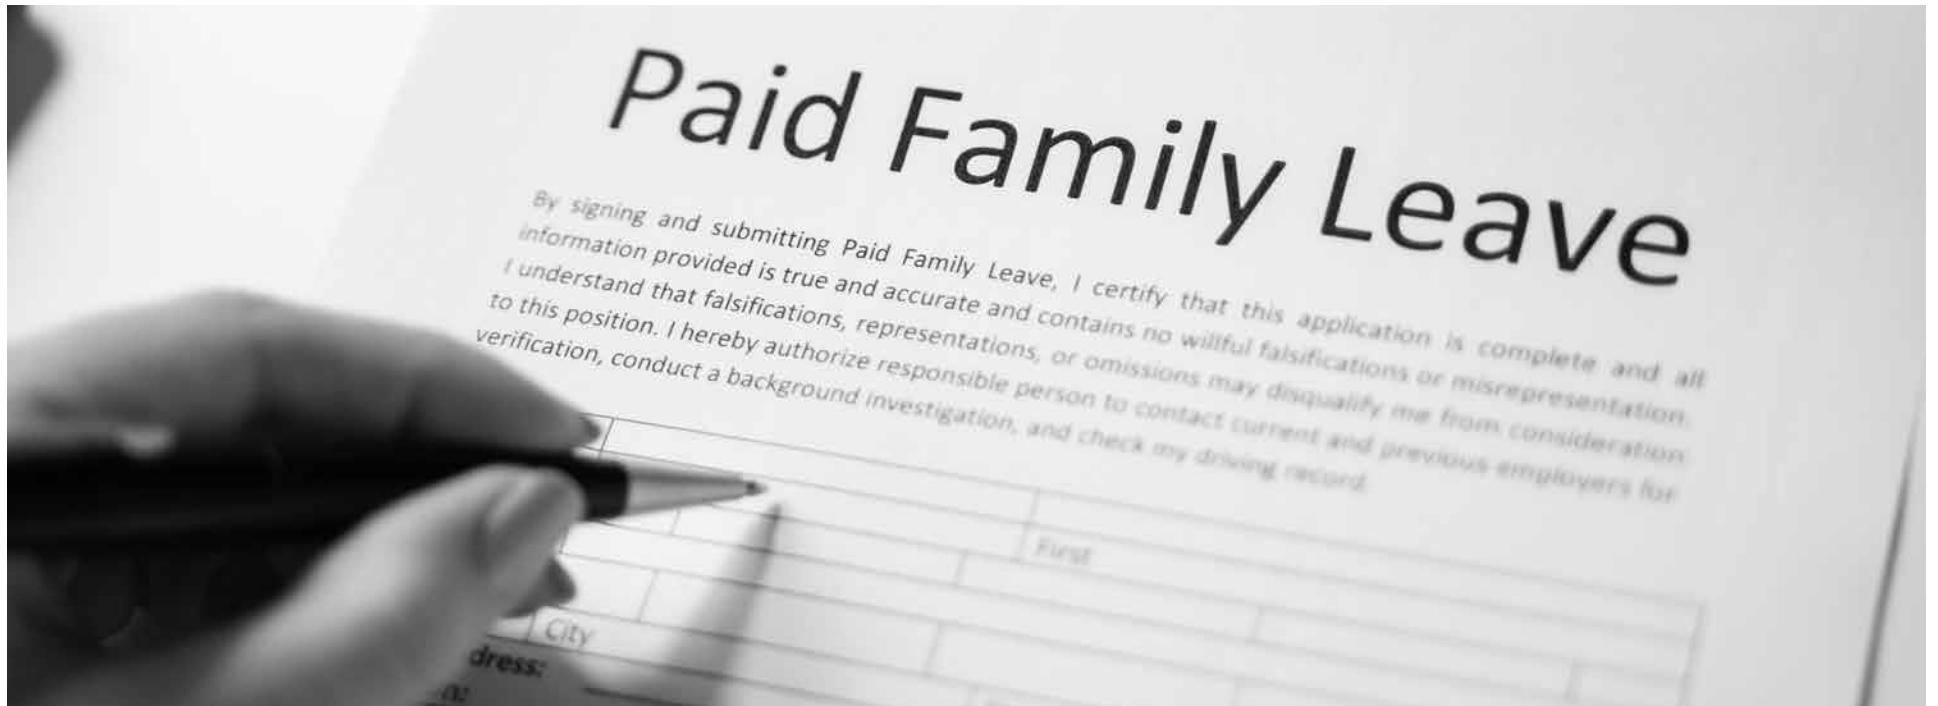 Paid Family Leave
By signing and submitting Paid Family Leave, I certify that this application is complete and all
information provided is true and accurate and contains no willful falsifications or misrepresentation.
I understand that falsifications, representations, or omissions may disqualify me from consideration
to this position. I hereby authorize responsible person to contact current and previous employers for
verification, conduct a background investigation, and check my driving record.
First
City
dress: